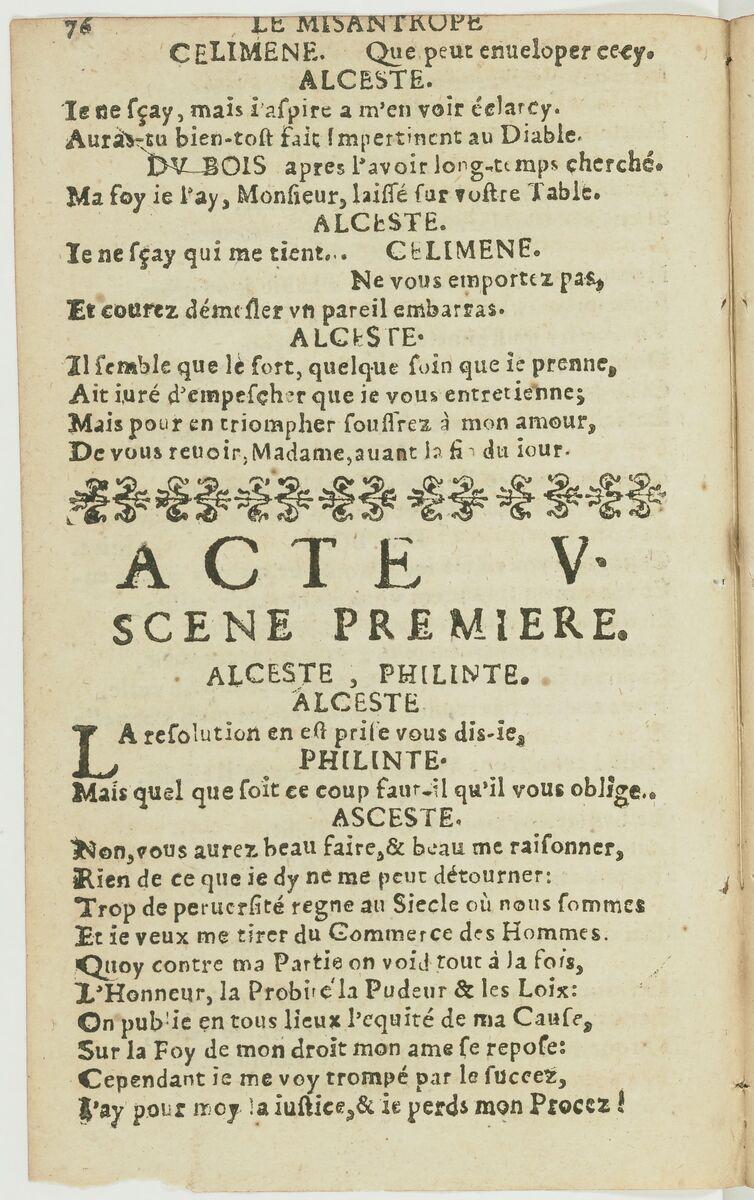 76 LE MISANTROPE
CELIMENE. Que peut enueloper cecy.
ALCESTE.
Ie ne sçay, mais i'aspire a m'en voir éclarcy.
Auras-tu bien-tost fait Impertinent au Diable.
DV BOIS apres l'avoir long-temps cherché.
Ma foy ie l'ay, Monsieur, laissé sur vostre Table.
ALCESTE.
Ie ne sçay qui me tient... CELIMENE.
Ne vous emportez pas,
Et courez démesler vn pareil embarras.
ALCESTE.
Il semble que le sort, quelque soin que ie prenne,
Ait iuré d'empescher que ie vous entretienne;
Mais pour en triompher souffrez à mon amour,
De vous reuoir, Madame, auant la fin du iour.
ACTE V.
SCENE PREMIERE.
ALCESTE, PHILINTE.
ALCESTE
LA resolution en est prise vous dis-ie,
PHILINTE.
Mais quel que soit ce coup faut-il qu'il vous oblige..
ASCESTE.
Non, vous aurez beau faire, & beau me raisonner,
Rien de ce que ie dy ne me peut détourner:
Trop de peruersité regne au Siecle où nous sommes
Et ie veux me tirer du Commerce des Hommes.
Quoy contre ma Partie on void tout à la fois,
L'Honneur, la Probité la Pudeur & les Loix:
On publie en tous lieux l'equité de ma Cause,
Sur la Foy de mon droit mon ame se repose:
Cependant ie me voy trompé par le succez,
I'ay pour moy la iustice, & ie perds mon Procez!